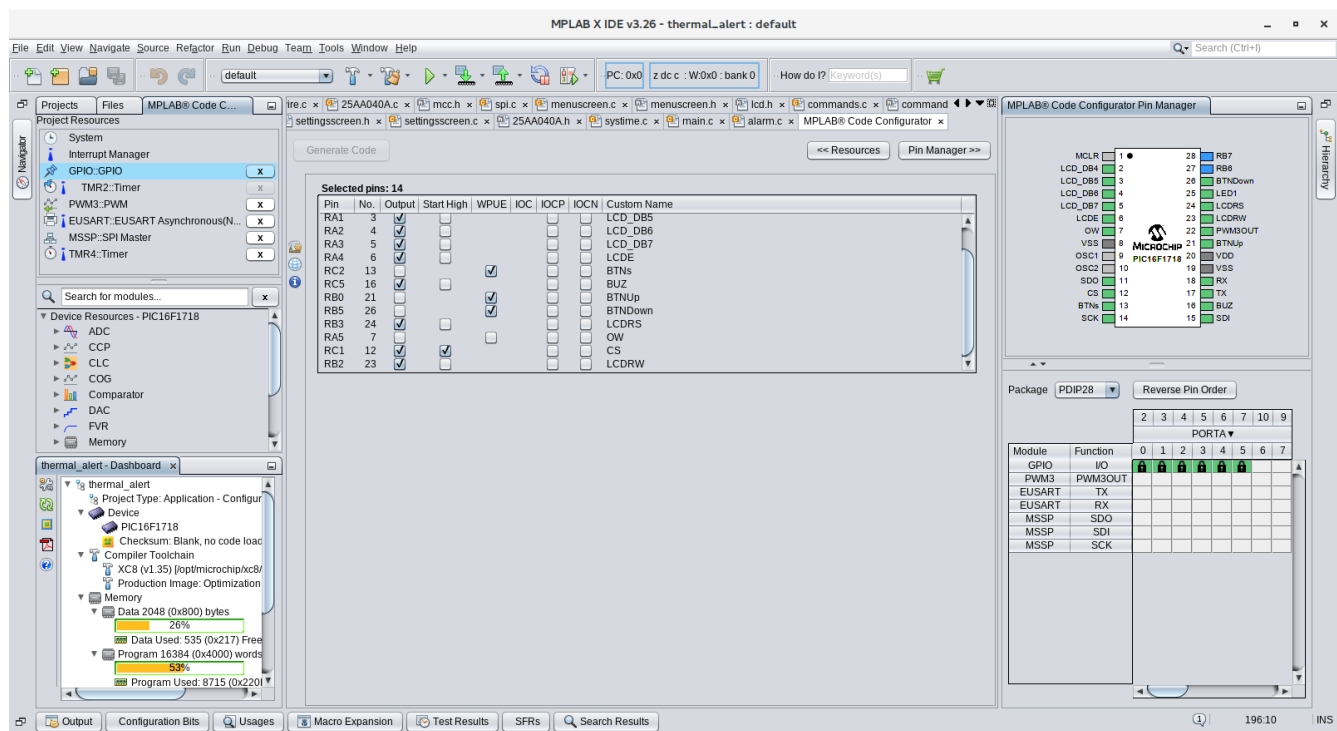 MPLAB X IDE v3.26 - thermal_alert : default
File Edit View Navigate Source Refactor Run Debug Team Tools Window Help
Search (Ctrl+I)
default
PC: 0x0
z dc c : W:0x0 : bank 0
How do I? Keyword(s)
Projects Files MPLAB® Code C...
Navigator
Project Resources
System
Interrupt Manager
GPIO::GPIO x
TMR2::Timer x
PWM3::PWM x
EUSART::EUSART Asynchronous(N... x
MSSP::SPI Master x
TMR4::Timer x
Search for modules... x
Device Resources - PIC16F1718
ADC
CCP
CLC
COG
Comparator
DAC
FVR
Memory
thermal_alert - Dashboard x
thermal_alert
Project Type: Application - Configur
Device
PIC16F1718
Checksum: Blank, no code load
Compiler Toolchain
XC8 (v1.35) [/opt/microchip/xc8/
Production Image: Optimization
Memory
Data 2048 (0x800) bytes
26%
Data Used: 535 (0x217) Free
Program 16384 (0x4000) words
53%
Program Used: 8715 (0x220
ire.c x 25AA040A.c x mcc.h x spi.c x menuscreen.c x menuscreen.h x lcd.h x commands.c x command
settingsscreen.h x settingsscreen.c x 25AA040A.h x systime.c x main.c x alarm.c x MPLAB® Code Configurator x
Generate Code
<< Resources Pin Manager >>
Selected pins: 14
Pin No. Output Start High WPUE IOC IOCP IOCN Custom Name
RA1 3 LCD_DB5
RA2 4 LCD_DB6
RA3 5 LCD_DB7
RA4 6 LCDE
RC2 13 BTNs
RC5 16 BUZ
RB0 21 BTNUp
RB5 26 BTNDown
RB3 24 LCDRS
RA5 7 OW
RC1 12 CS
RB2 23 LCDRW
MPLAB® Code Configurator Pin Manager
Hierarchy
MCLR 1 28 RB7
LCD_DB4 2 27 RB6
LCD_DB5 3 26 BTNDown
LCD_DB6 4 25 LED1
LCD_DB7 5 24 LCDRS
LCDE 6 23 LCDRW
OW 7 22 PWM3OUT
VSS 8 MICROCHIP 21 BTNUp
OSC1 9 PIC16F1718 20 VDD
OSC2 10 19 VSS
SDO 11 18 RX
CS 12 17 TX
BTNs 13 16 BUZ
SCK 14 15 SDI
Package PDIP28 Reverse Pin Order
2 3 4 5 6 7 10 9
PORTA▼
Module Function 0 1 2 3 4 5 6 7
GPIO I/O
PWM3 PWM3OUT
EUSART TX
EUSART RX
MSSP SDO
MSSP SDI
MSSP SCK
Output Configuration Bits Usages Macro Expansion Test Results SFRs Search Results
1 196:10 INS